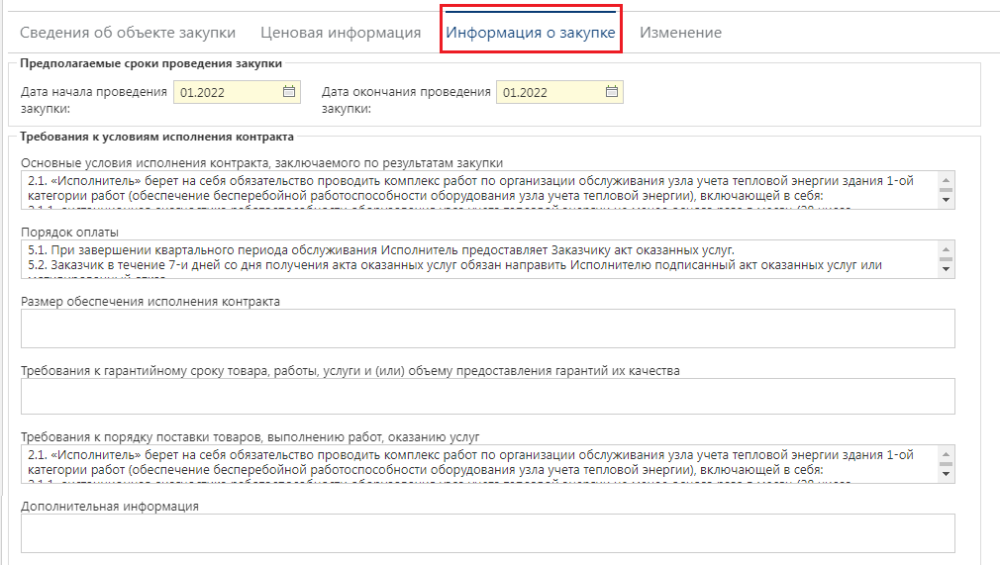 Сведения об объекте закупки Ценовая информация Информация о закупке Изменение
Предполагаемые сроки проведения закупки
Дата начала проведения закупки: 01.2022 Дата окончания проведения закупки: 01.2022
Требования к условиям исполнения контракта
Основные условия исполнения контракта, заключаемого по результатам закупки
2.1. «Исполнитель» берет на себя обязательство проводить комплекс работ по организации обслуживания узла учета тепловой энергии здания 1-ой
категории работ (обеспечение бесперебойной работоспособности оборудования узла учета тепловой энергии), включающей в себя:
Порядок оплаты
5.1. При завершении квартального периода обслуживания Исполнитель предоставляет Заказчику акт оказанных услуг.
5.2. Заказчик в течение 7-и дней со дня получения акта оказанных услуг обязан направить Исполнителю подписанный акт оказанных услуг или
Размер обеспечения исполнения контракта
Требования к гарантийному сроку товара, работы, услуги и (или) объему предоставления гарантий их качества
Требования к порядку поставки товаров, выполнению работ, оказанию услуг
2.1. «Исполнитель» берет на себя обязательство проводить комплекс работ по организации обслуживания узла учета тепловой энергии здания 1-ой
категории работ (обеспечение бесперебойной работоспособности оборудования узла учета тепловой энергии), включающей в себя:
Дополнительная информация